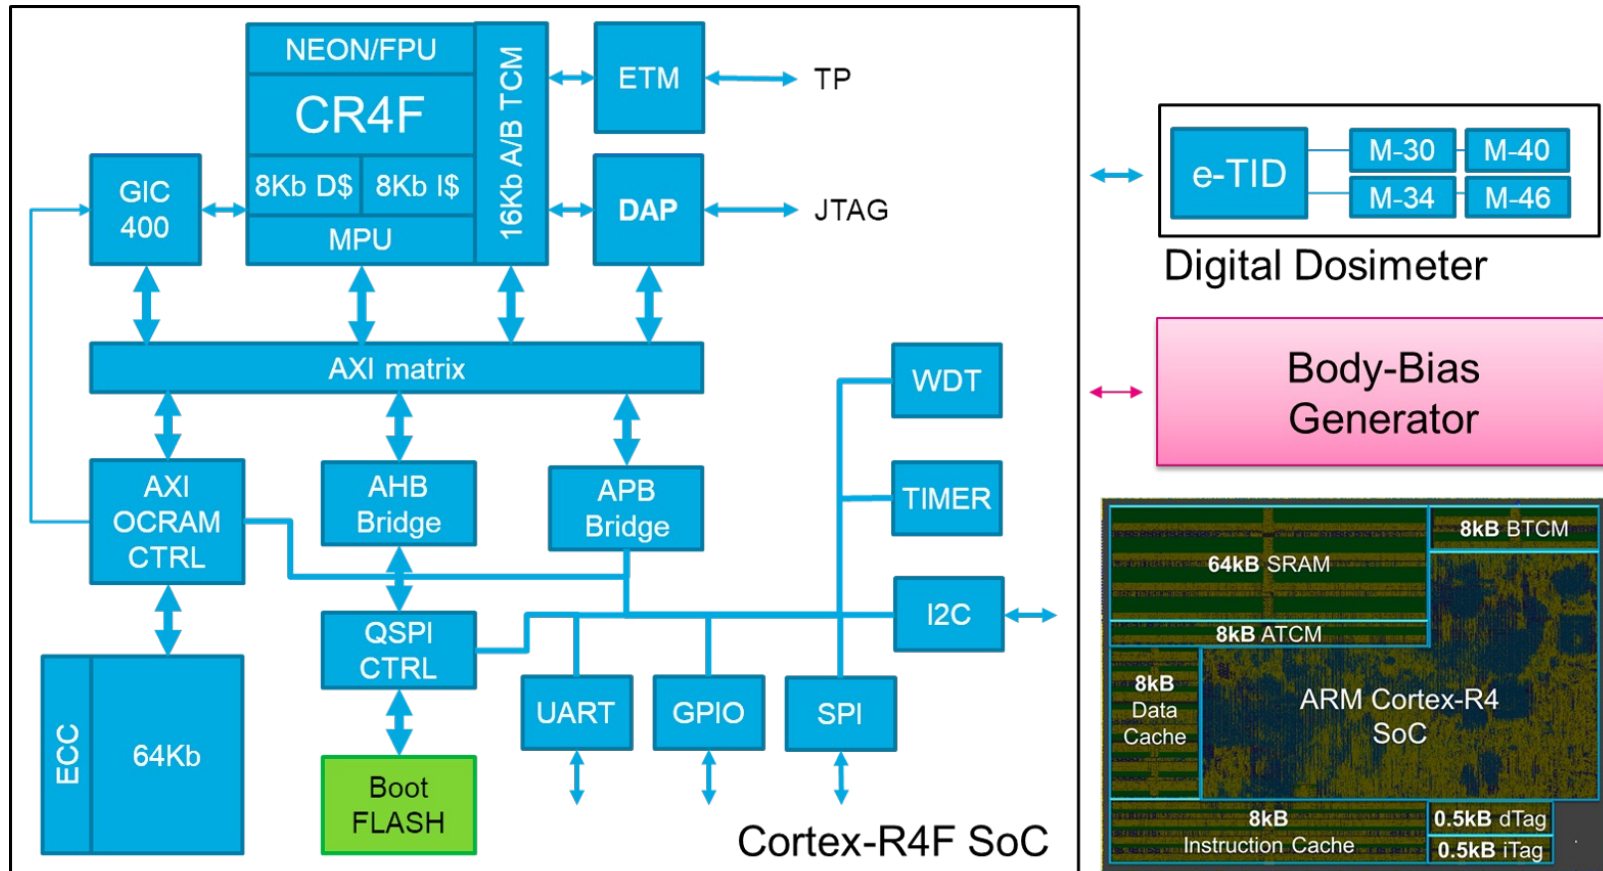 NEON/FPU
CR4F
8Kb D$
8Kb I$
MPU
16Kb A/B TCM
ETM
TP
GIC
400
DAP
JTAG
AXI matrix
AXI
OCRAM
CTRL
AHB
Bridge
APB
Bridge
WDT
TIMER
I2C
QSPI
CTRL
UART
GPIO
SPI
ECC
64Kb
Boot
FLASH
Cortex-R4F SoC
e-TID
M-30
M-40
M-34
M-46
Digital Dosimeter
Body-Bias
Generator
64kB SRAM
8kB BTCM
8kB ATCM
8kB
Data
Cache
ARM Cortex-R4
SoC
8kB
Instruction Cache
0.5kB dTag
0.5kB iTag